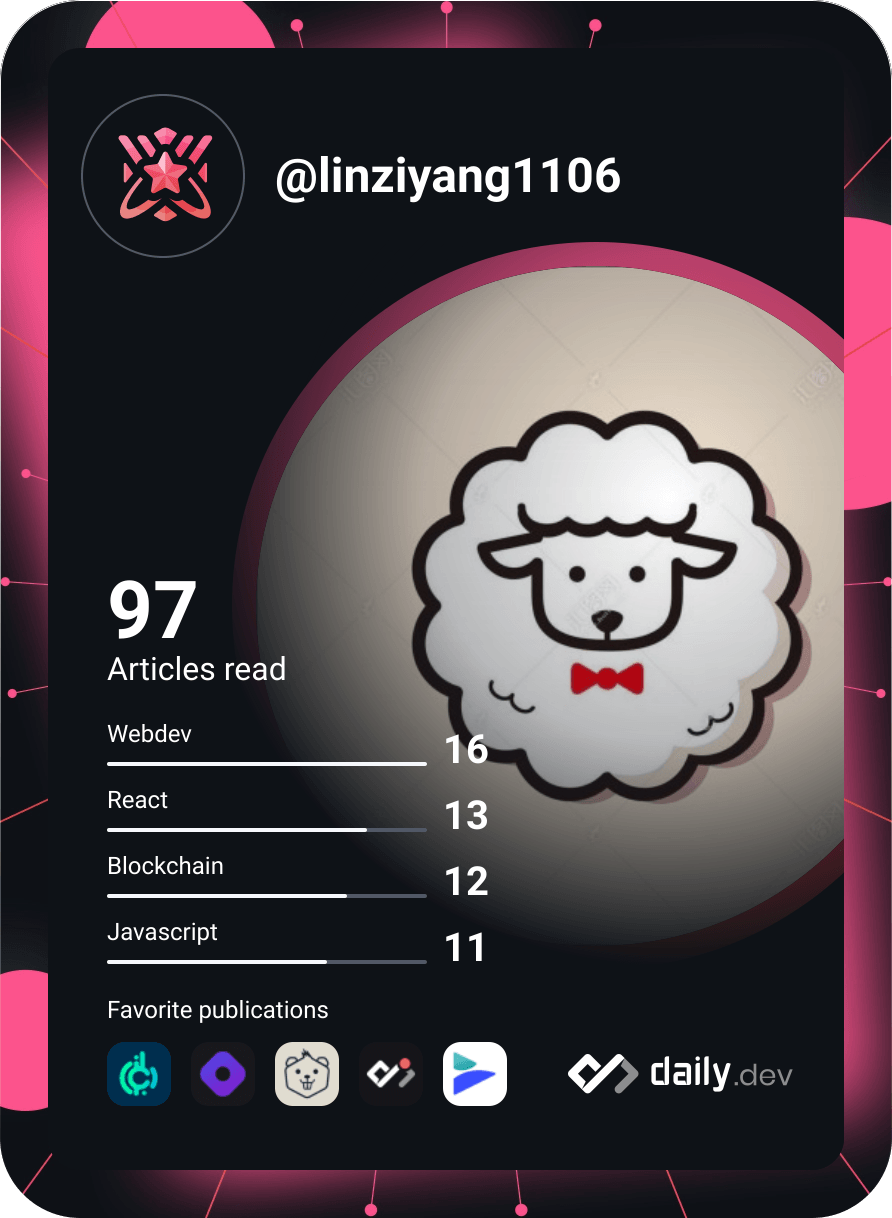 @linziyang1106
97
Articles read
Webdev
16
React
13
Blockchain
12
Javascript
11
Favorite publications
daily.dev